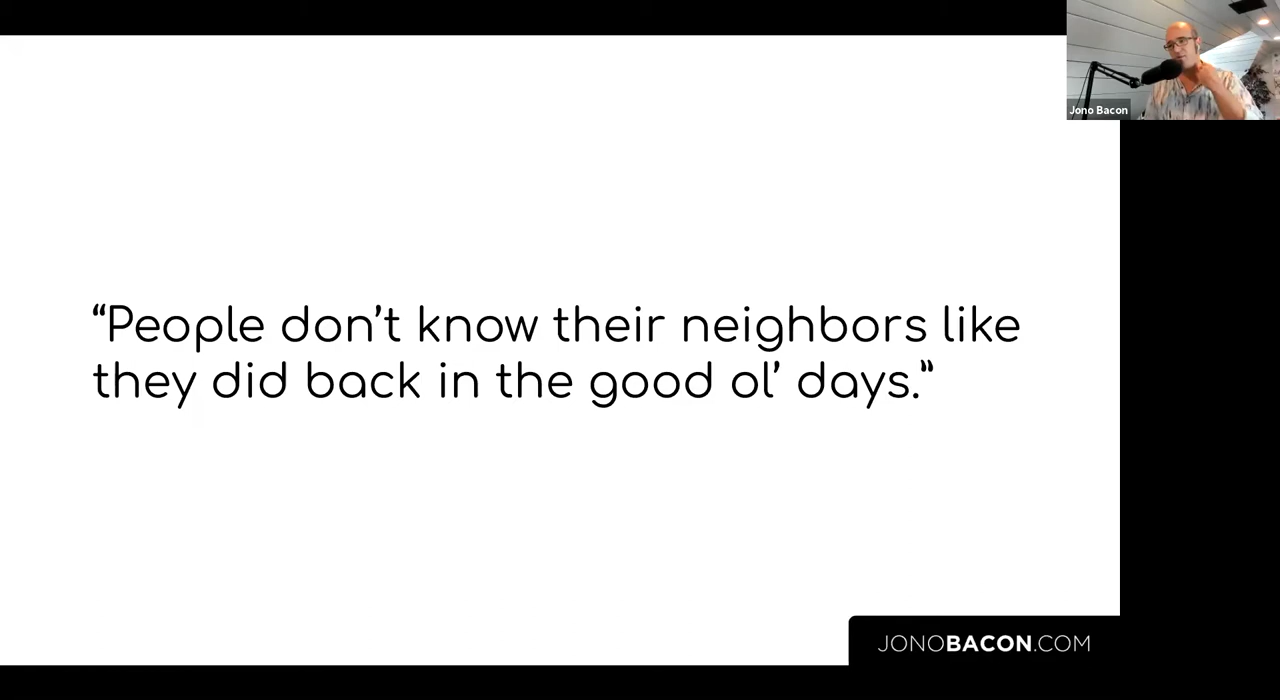 Jono Bacon
“People don’t know their neighbors like
they did back in the good ol’ days.”
JONOBACON.COM